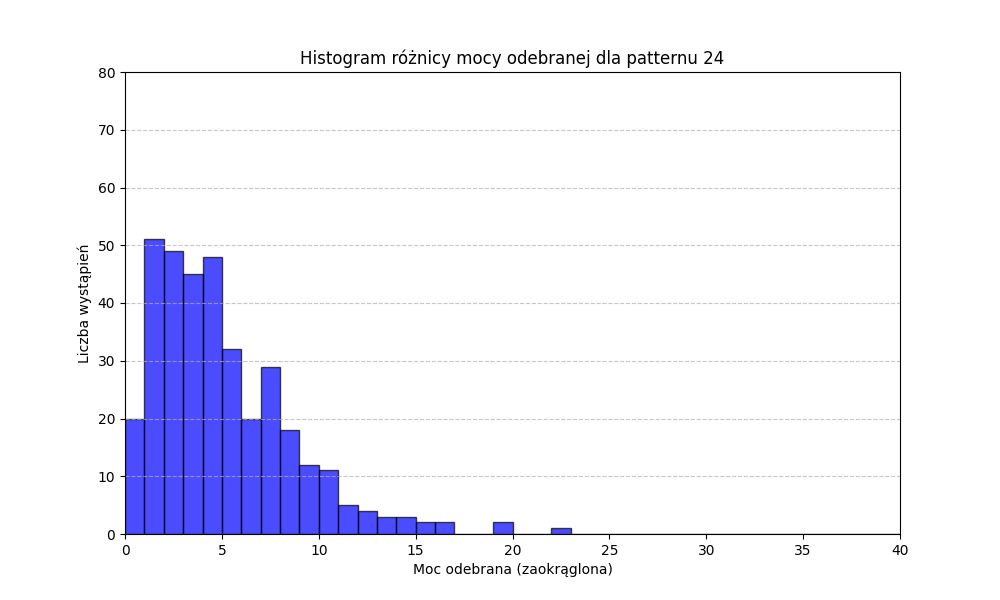 Histogram różnicy mocy odebranej dla patternu 24
80
70
60
50
40
30
20
10
0
Liczba wystąpień
0 5 10 15 20 25 30 35 40
Moc odebrana (zaokrąglona)